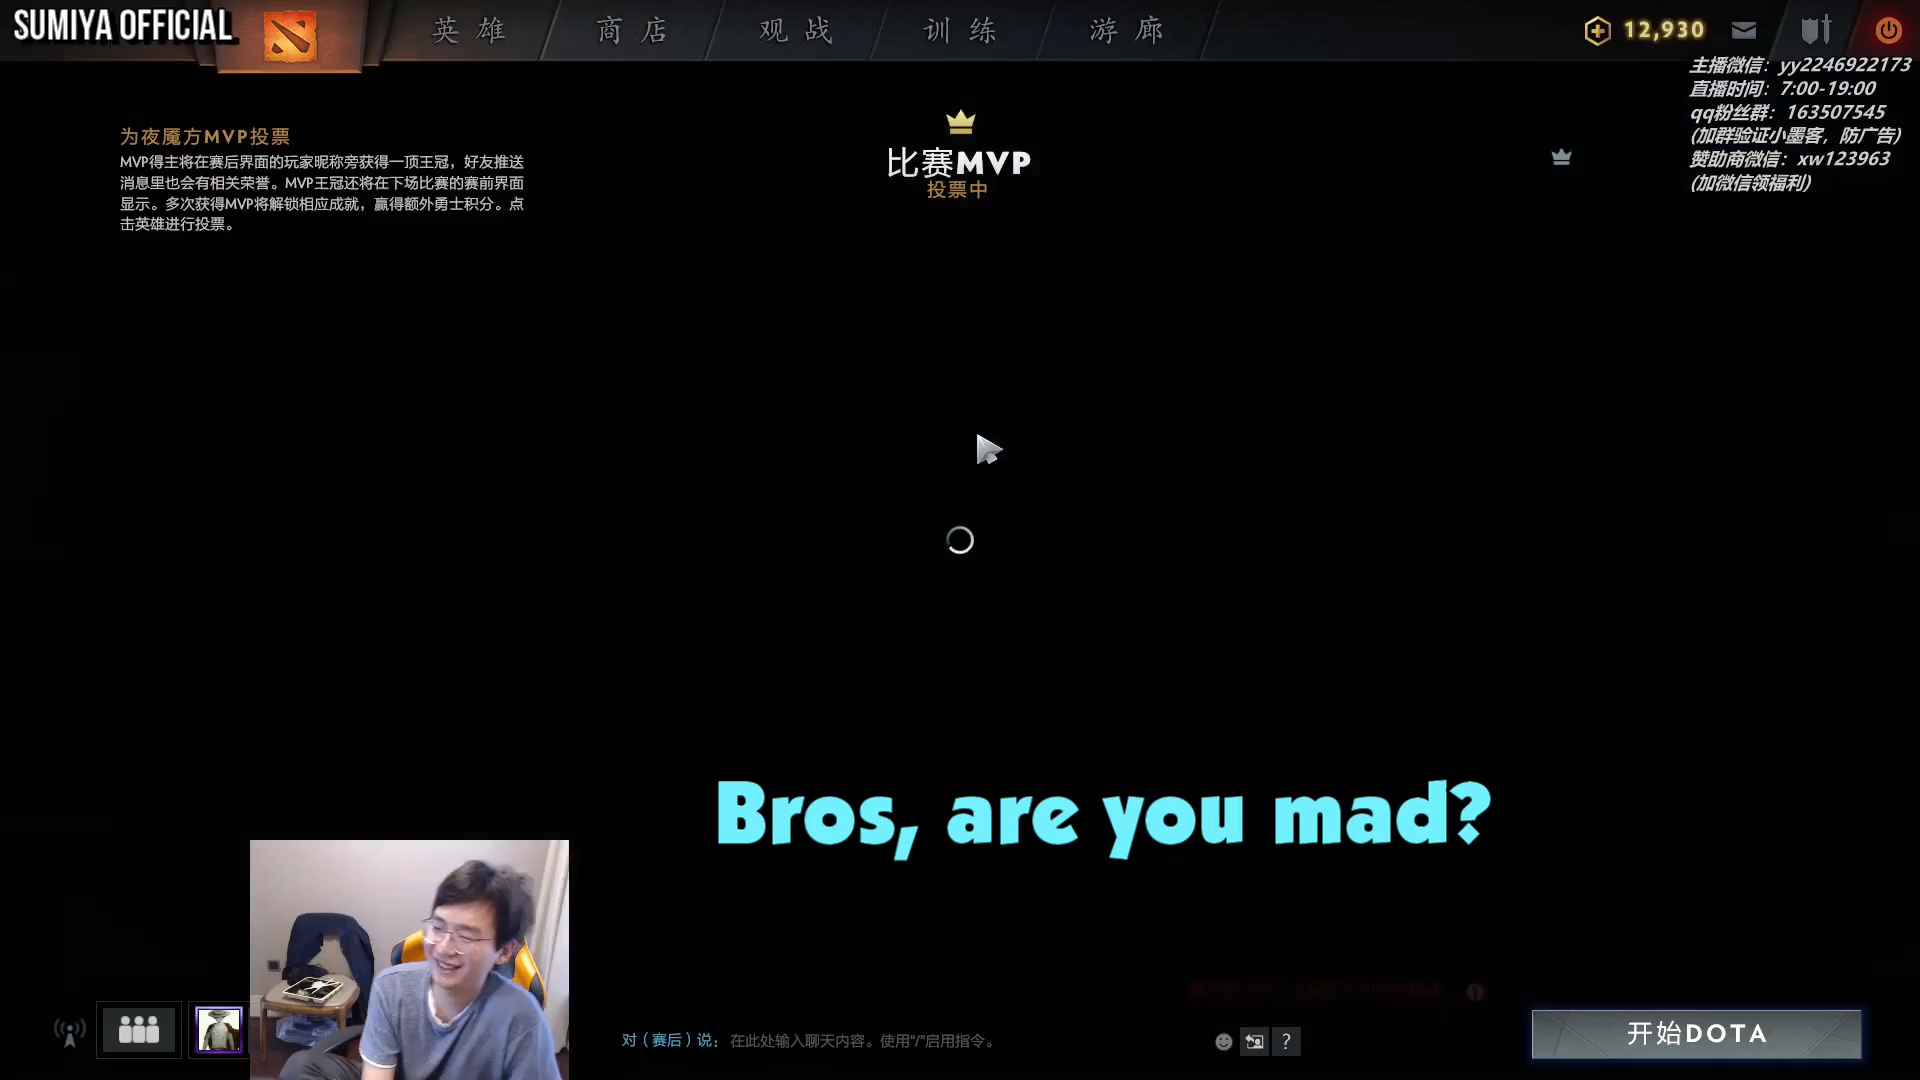 SUMIYA OFFICIAL
英雄
商店
观战
训练
游廊
12,930
主播微信：yy2246922173
直播时间：7:00-19:00
qq粉丝群：163507545
(加群验证小墨客，防广告)
赞助商微信：xw123963
(加微信领福利)
为夜魇方MVP投票
MVP得主将在赛后界面的玩家昵称旁获得一顶王冠，好友推送
消息里也会有相关荣誉。MVP王冠还将在下场比赛的赛前界面
显示。多次获得MVP将解锁相应成就，赢得额外勇士积分。点
击英雄进行投票。
比赛MVP
投票中
Bros, are you mad?
对（赛后）说： 在此处输入聊天内容。使用"/"启用指令。
?
开始DOTA